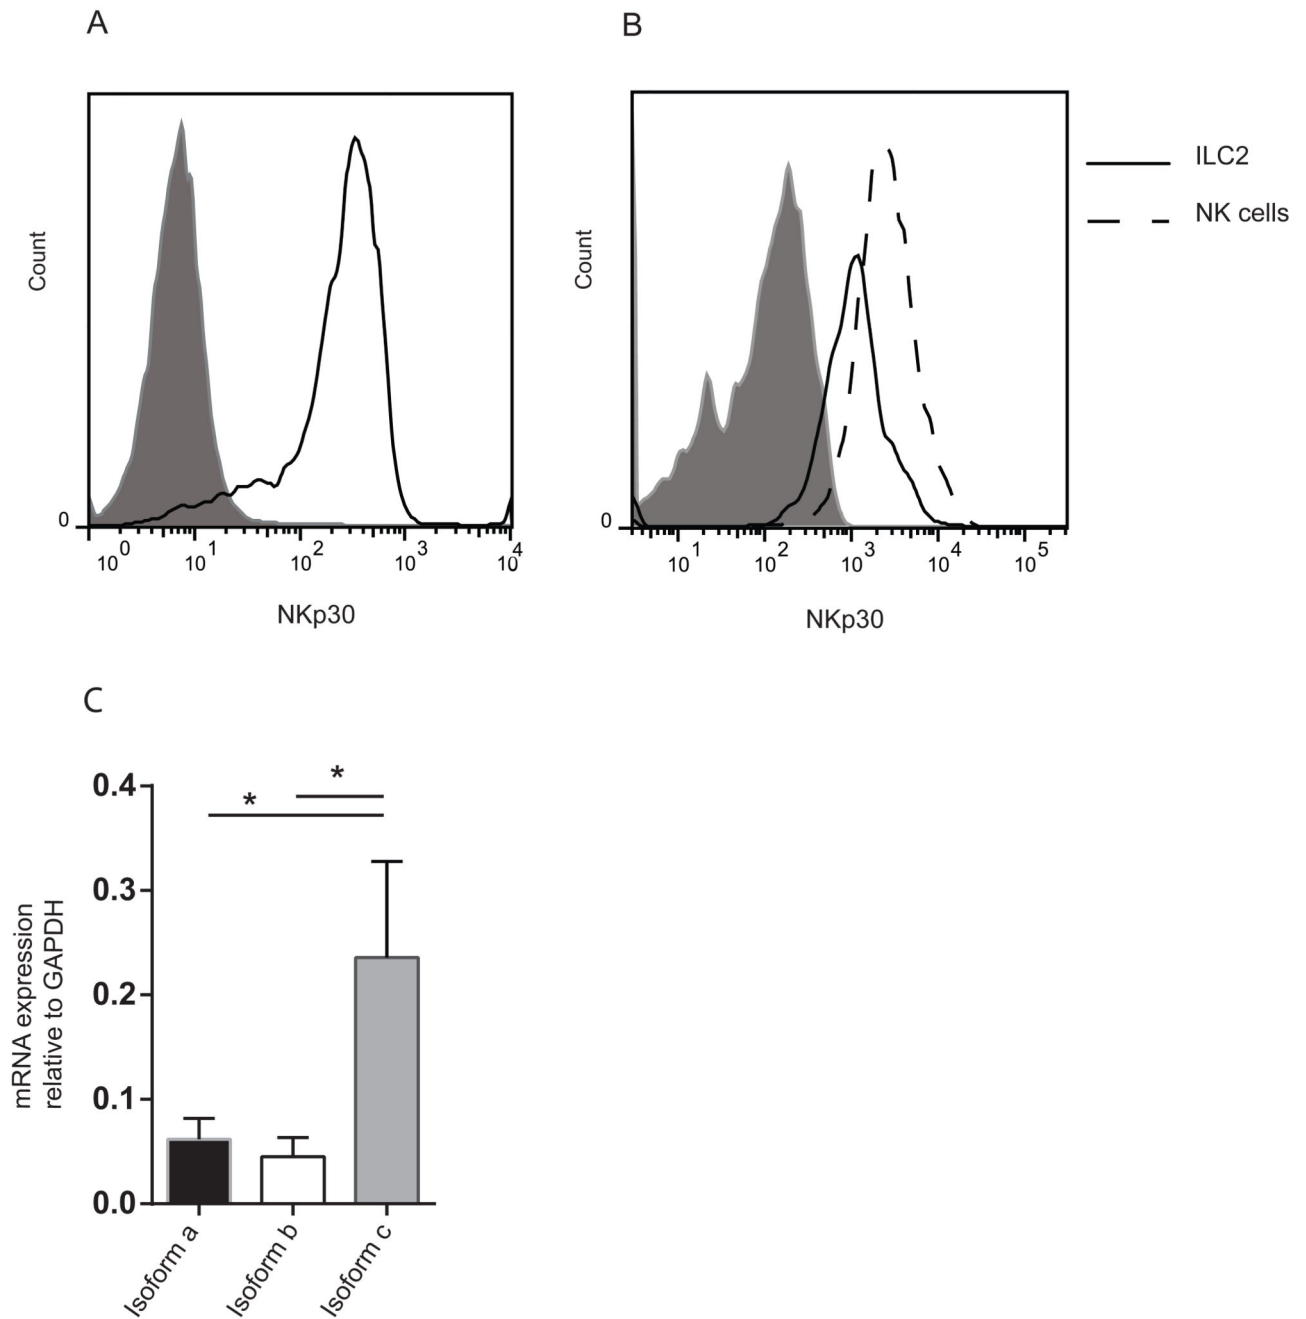 A
B
Count
0
10^0 10^1 10^2 10^3 10^4
NKp30
Count
0
10^1 10^2 10^3 10^4 10^5
NKp30
ILC2
NK cells
C
mRNA expression
relative to GAPDH
0.4
0.3
0.2
0.1
0.0
*
*
Isoform a
Isoform b
Isoform c